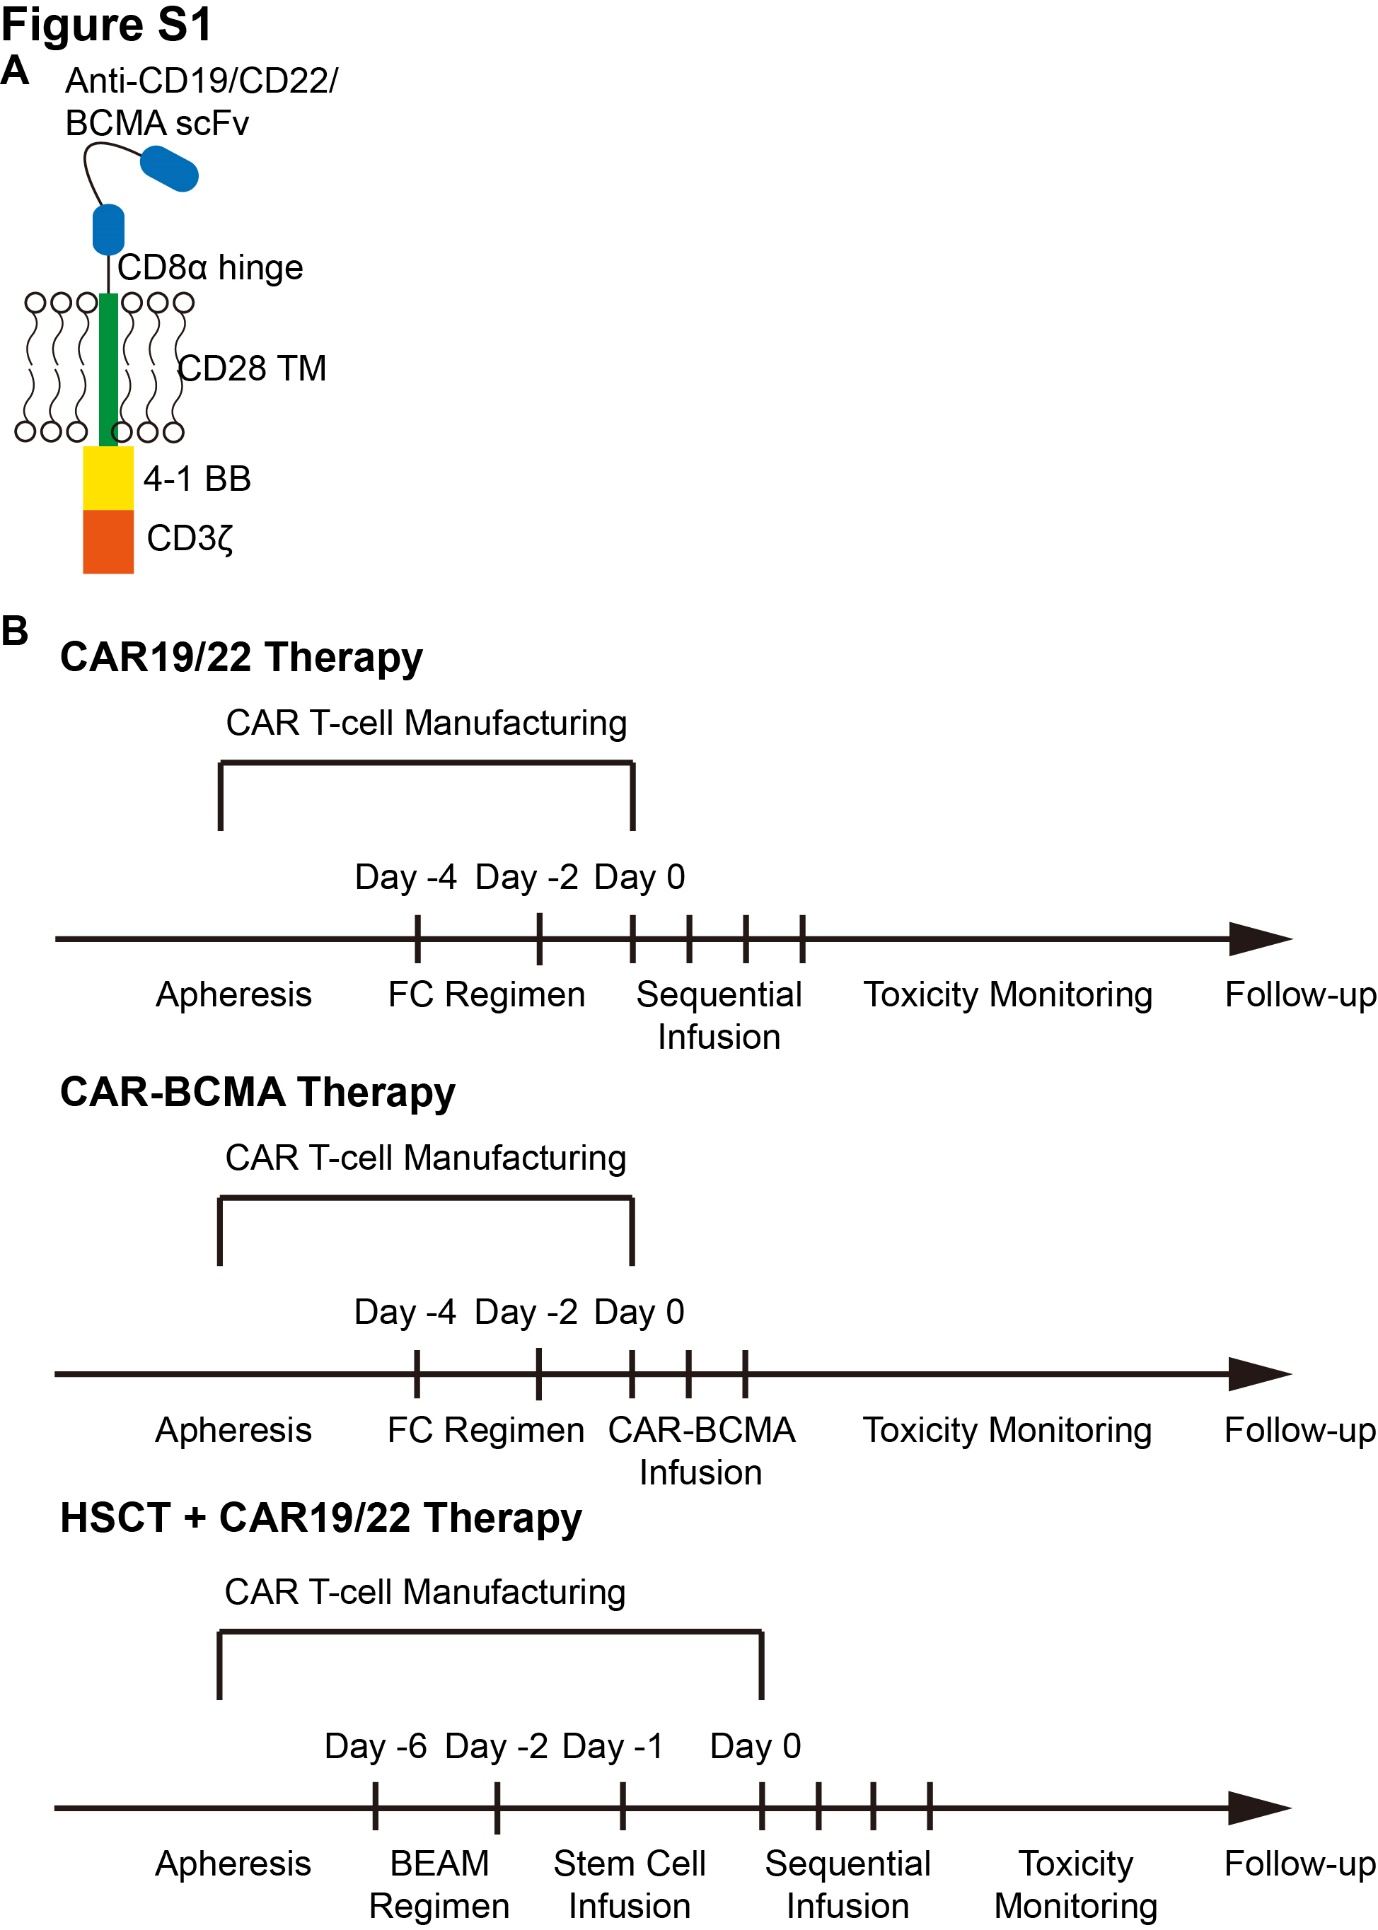 Figure S1
A
Anti-CD19/CD22/
BCMA scFv
CD8α hinge
CD28 TM
4-1 BB
CD3ζ
B
CAR19/22 Therapy
CAR T-cell Manufacturing
Day -4 Day -2 Day 0
Apheresis FC Regimen Sequential Toxicity Monitoring Follow-up
Infusion
CAR-BCMA Therapy
CAR T-cell Manufacturing
Day -4 Day -2 Day 0
Apheresis FC Regimen CAR-BCMA Toxicity Monitoring Follow-up
Infusion
HSCT + CAR19/22 Therapy
CAR T-cell Manufacturing
Day -6 Day -2 Day -1 Day 0
Apheresis BEAM Stem Cell Sequential Toxicity Follow-up
Regimen Infusion Infusion Monitoring